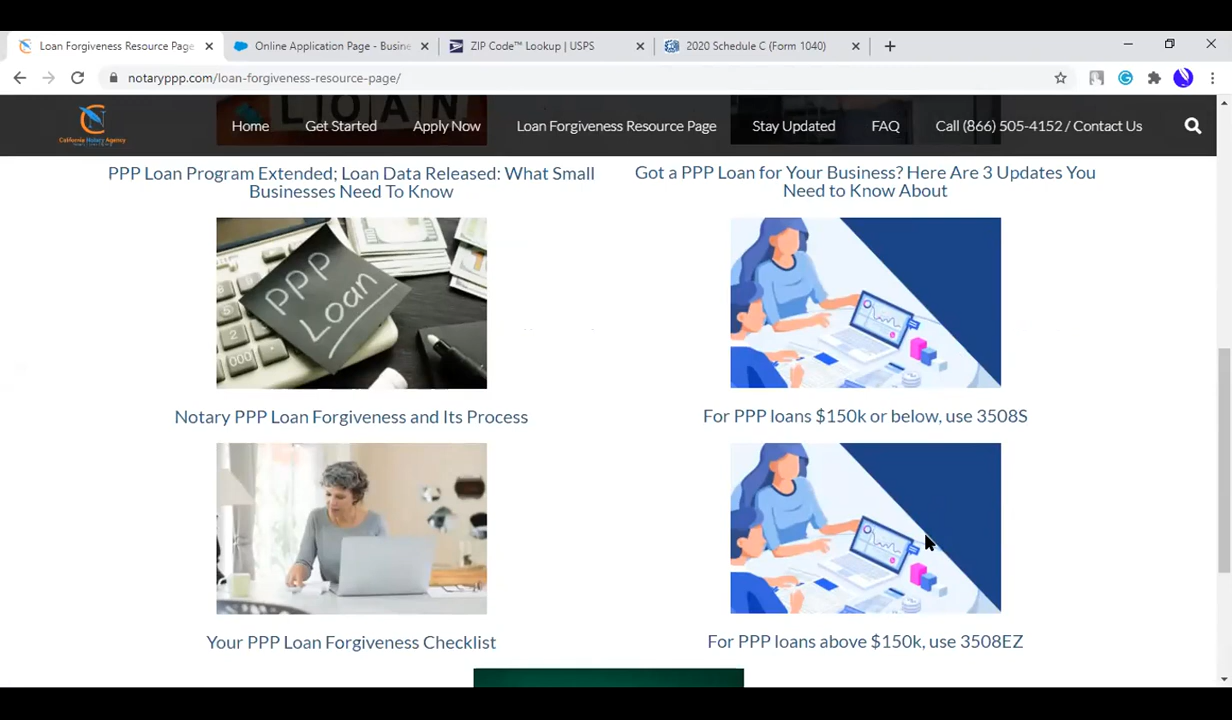 Loan Forgiveness Resource Page
Online Application Page - Busine
ZIP Code™ Lookup | USPS
2020 Schedule C (Form 1040)
notaryppp.com/loan-forgiveness-resource-page/
California Notary Agency
Home
Get Started
Apply Now
Loan Forgiveness Resource Page
Stay Updated
FAQ
Call (866) 505-4152 / Contact Us
LOAN
PPP Loan Program Extended; Loan Data Released: What Small
Businesses Need To Know
Got a PPP Loan for Your Business? Here Are 3 Updates You
Need to Know About
PPP
Loan
Notary PPP Loan Forgiveness and Its Process
For PPP loans $150k or below, use 3508S
Your PPP Loan Forgiveness Checklist
For PPP loans above $150k, use 3508EZ